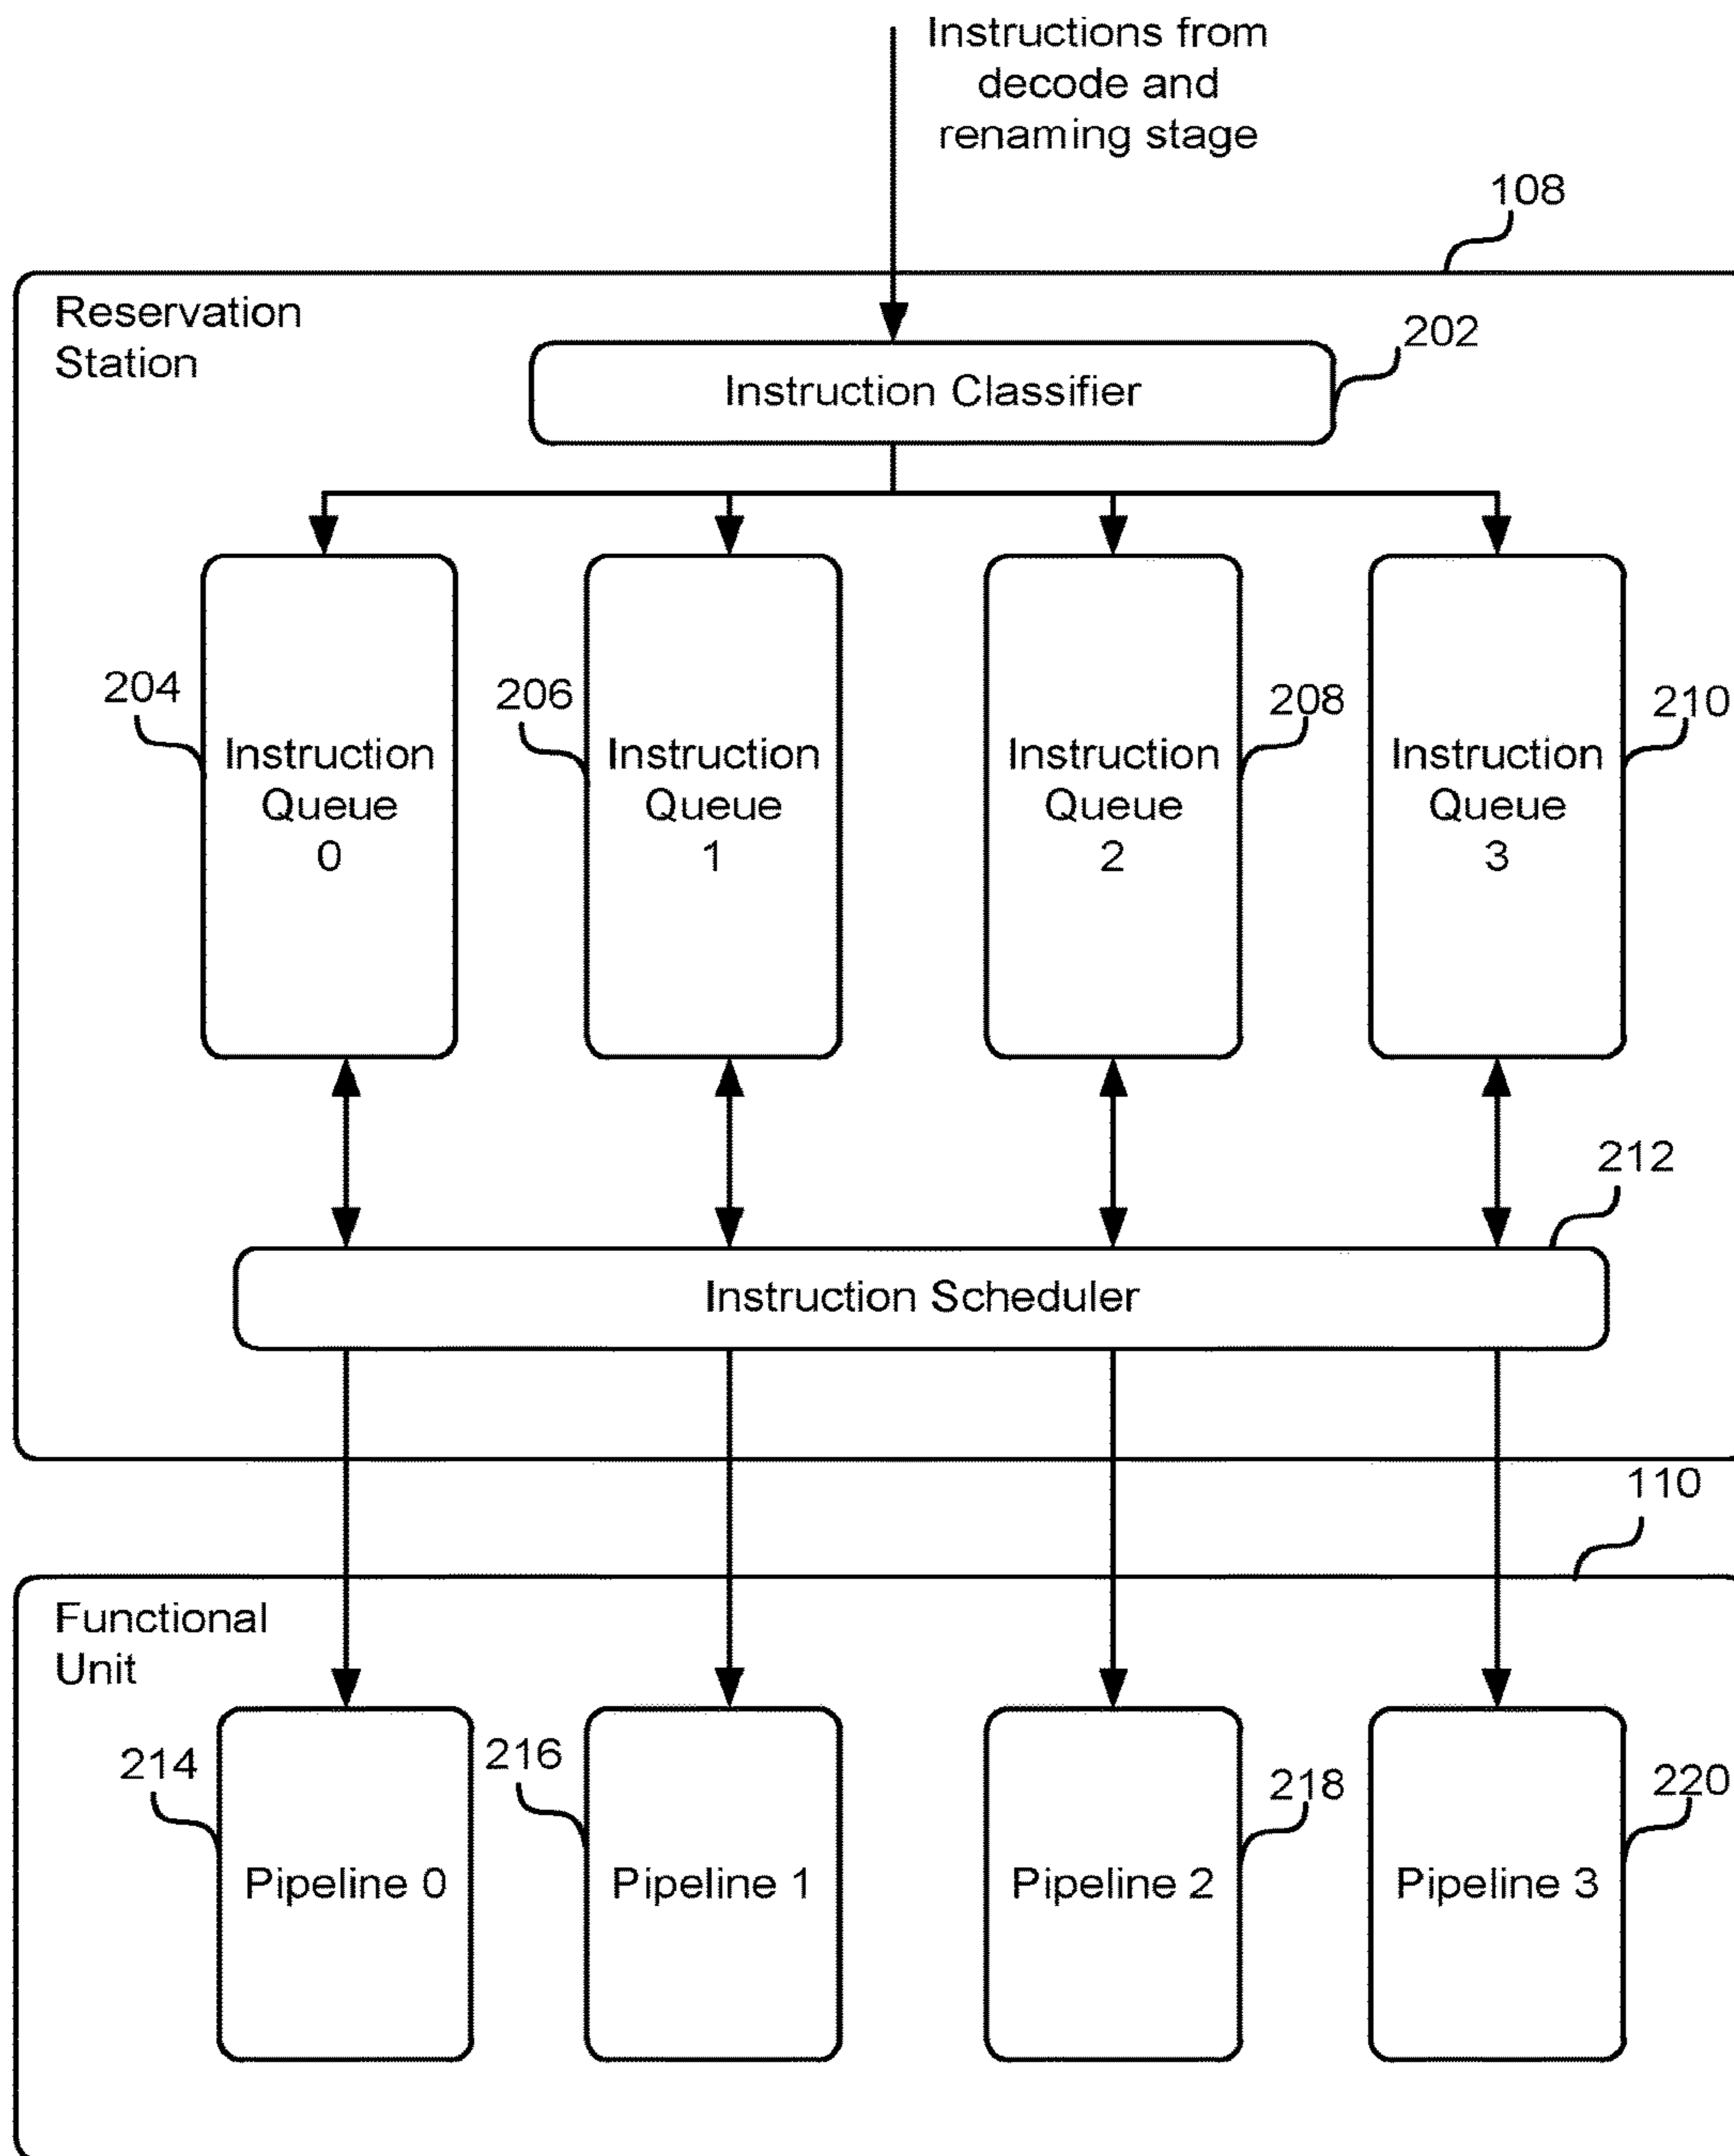 Instructions from
decode and
renaming stage
108
Reservation
Station
202
Instruction Classifier
204
206
208
210
Instruction
Queue
0
Instruction
Queue
1
Instruction
Queue
2
Instruction
Queue
3
212
Instruction Scheduler
110
Functional
Unit
214
216
218
220
Pipeline 0
Pipeline 1
Pipeline 2
Pipeline 3